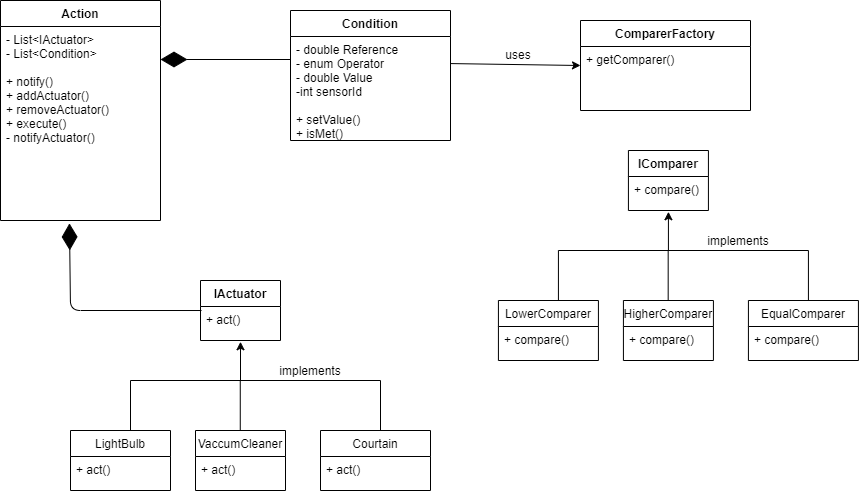 Action
- List<IActuator>
- List<Condition>
+ notify()
+ addActuator()
+ removeActuator()
+ execute()
- notifyActuator()
Condition
- double Reference
- enum Operator
- double Value
-int sensorId
+ setValue()
+ isMet()
uses
ComparerFactory
+ getComparer()
IComparer
+ compare()
implements
LowerComparer
+ compare()
HigherComparer
+ compare()
EqualComparer
+ compare()
IActuator
+ act()
implements
LightBulb
+ act()
VaccumCleaner
+ act()
Courtain
+ act()